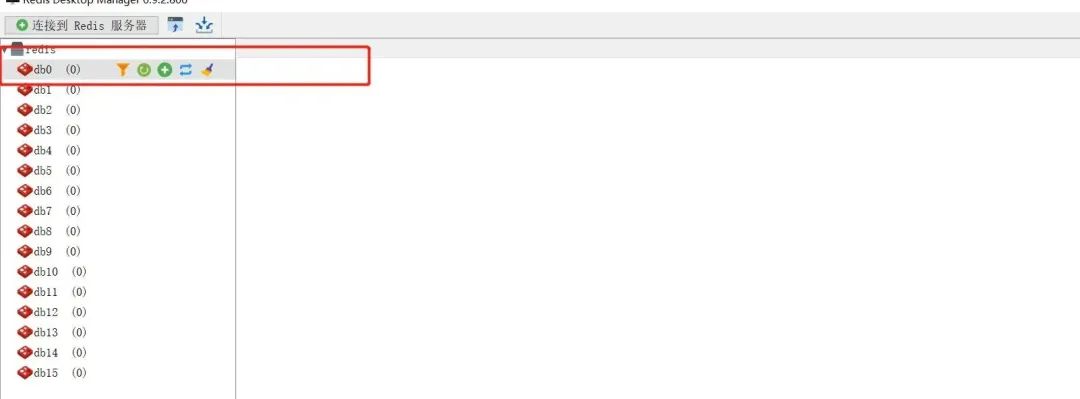 Redis Desktop Manager 0.9.2.806
连接到 Redis 服务器
redis
db0 (0)
db1 (0)
db2 (0)
db3 (0)
db4 (0)
db5 (0)
db6 (0)
db7 (0)
db8 (0)
db9 (0)
db10 (0)
db11 (0)
db12 (0)
db13 (0)
db14 (0)
db15 (0)